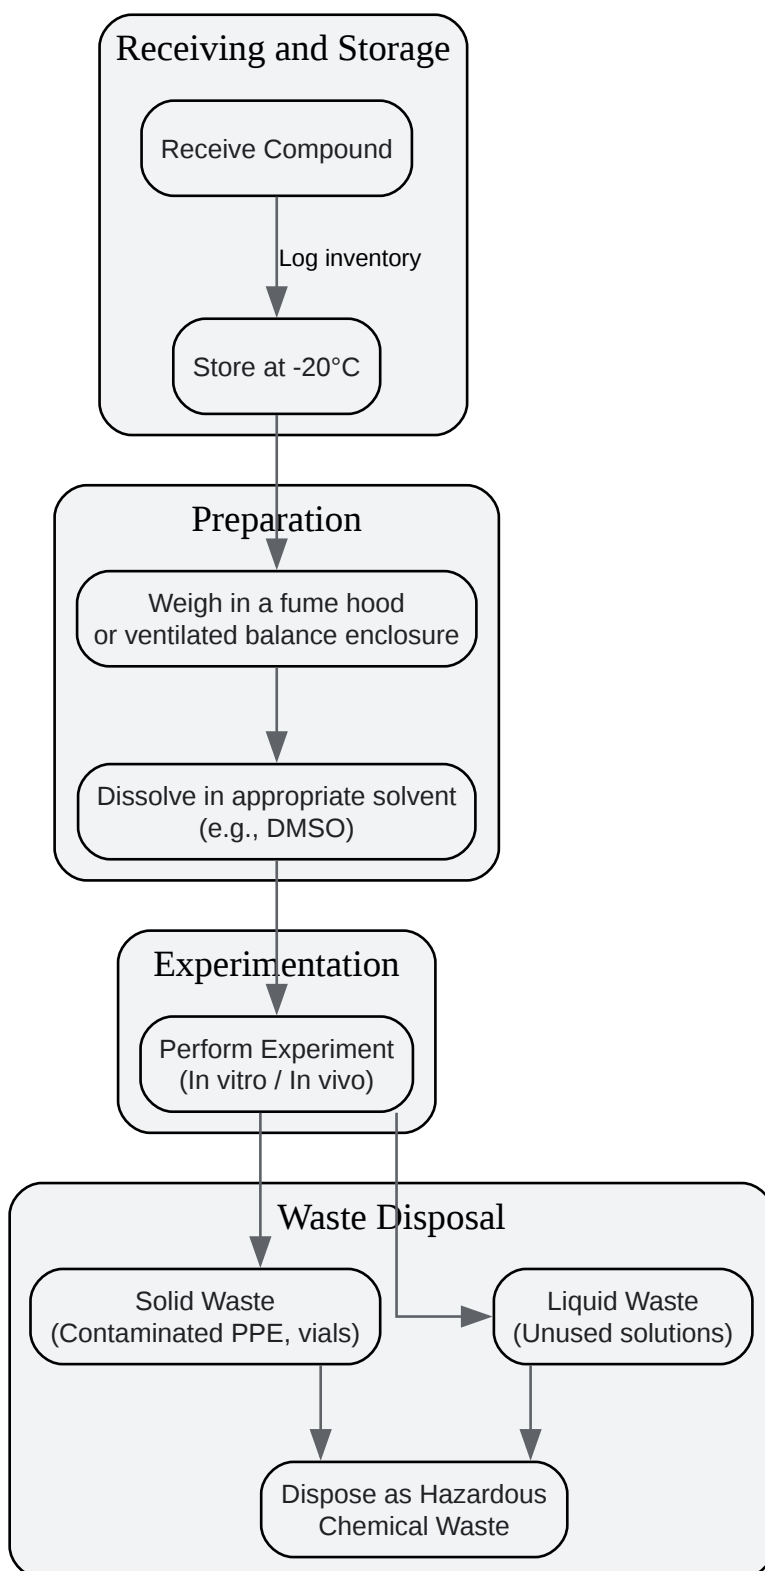 Receiving and Storage
Receive Compound
Log inventory
Store at -20°C
Preparation
Weigh in a fume hood
or ventilated balance enclosure
Dissolve in appropriate solvent
(e.g., DMSO)
Experimentation
Perform Experiment
(In vitro / In vivo)
Waste Disposal
Solid Waste
(Contaminated PPE, vials)
Liquid Waste
(Unused solutions)
Dispose as Hazardous
Chemical Waste